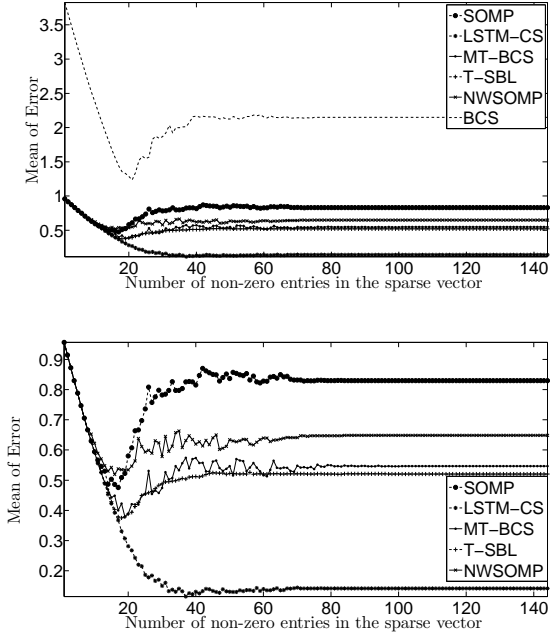 3.5
3
2.5
2
1.5
1
0.5
Mean of Error
SOMP
LSTM-CS
MT-BCS
T-SBL
NWSOMP
BCS
20 40 60 80 100 120 140
Number of non-zero entries in the sparse vector
0.9
0.8
0.7
0.6
0.5
0.4
0.3
0.2
Mean of Error
SOMP
LSTM-CS
MT-BCS
T-SBL
NWSOMP
20 40 60 80 100 120 140
Number of non-zero entries in the sparse vector